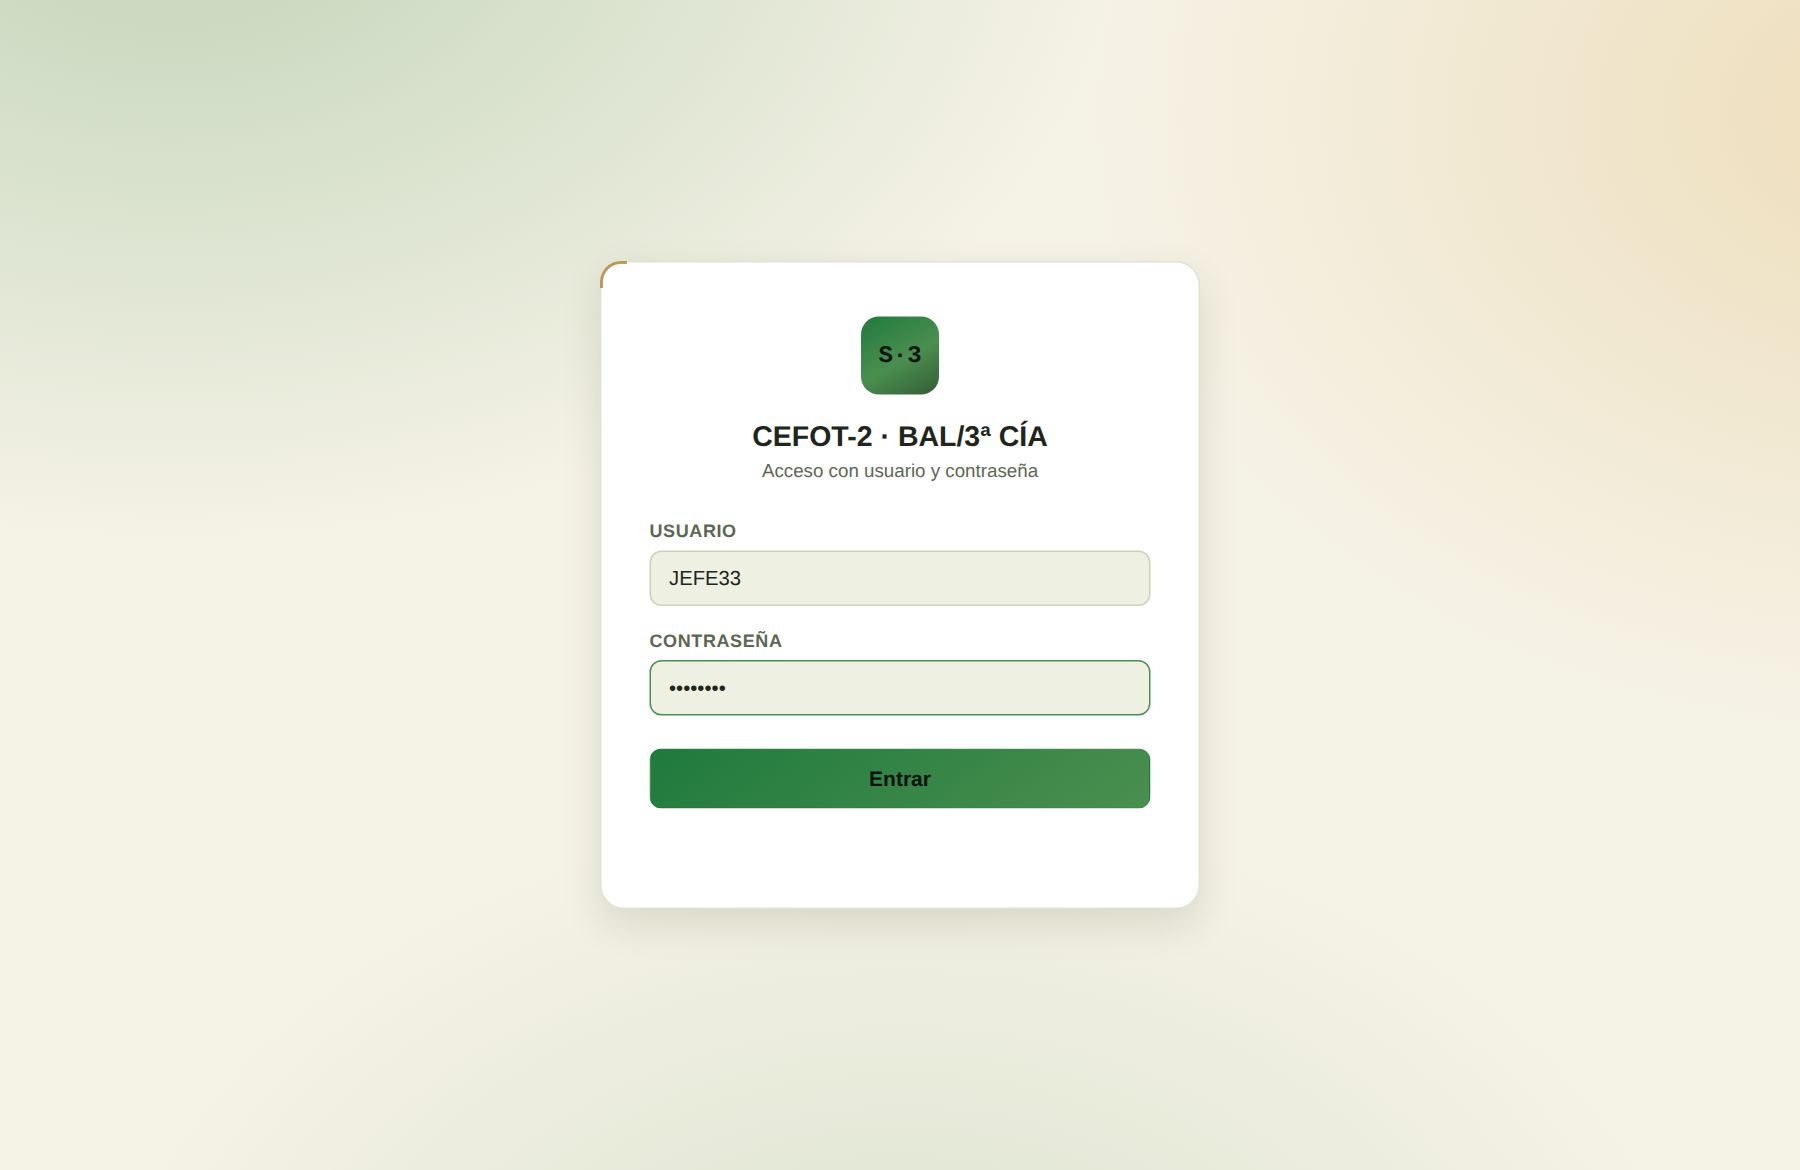 S·3
CEFOT-2 · BAL/3ª CÍA
Acceso con usuario y contraseña
USUARIO
JEFE33
CONTRASEÑA
••••••••
Entrar